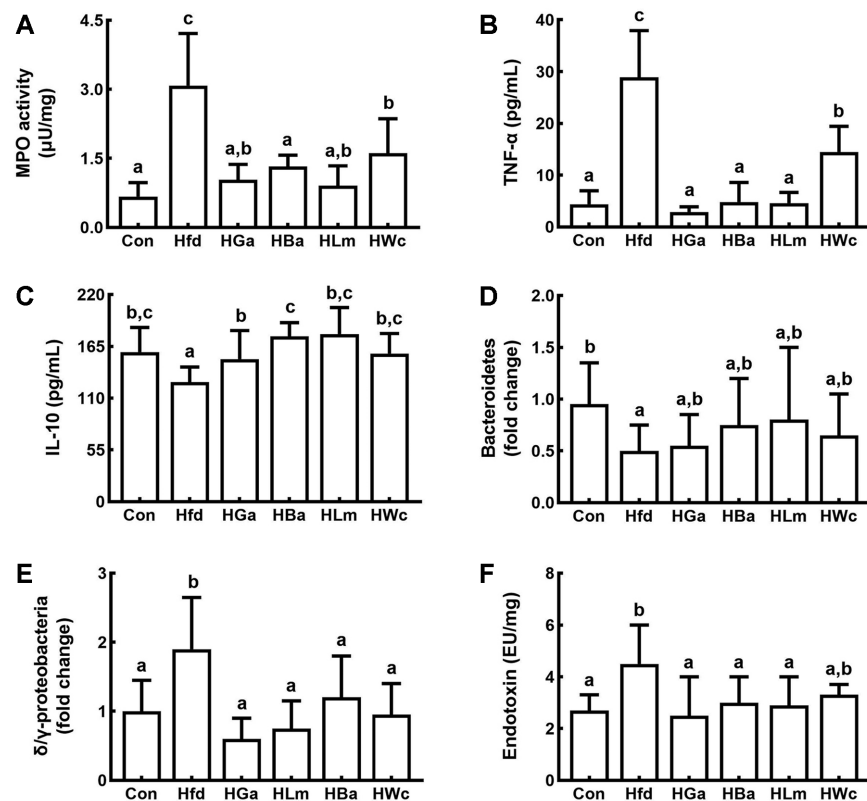 A
MPO activity
(μU/mg)
4.5
3.0
1.5
0.0
a
c
a,b
a
a,b
b
Con Hfd HGa HBa HLm HWc
B
TNF-α (pg/mL)
40
30
20
10
0
a
c
a
a
a
b
Con Hfd HGa HBa HLm HWc
C
IL-10 (pg/mL)
220
165
110
55
0
b,c
a
b
c
b,c
b,c
Con Hfd HGa HBa HLm HWc
D
Bacteroidetes
(fold change)
2.0
1.5
1.0
0.5
0.0
b
a
a,b
a,b
a,b
a,b
Con Hfd HGa HBa HLm HWc
E
δ/γ-proteobacteria
(fold change)
3
2
1
0
a
b
a
a
a
a
Con Hfd HGa HLm HBa HWc
F
Endotoxin (EU/mg)
8
6
4
2
0
a
b
a
a
a
a,b
Con Hfd HGa HBa HLm HWc